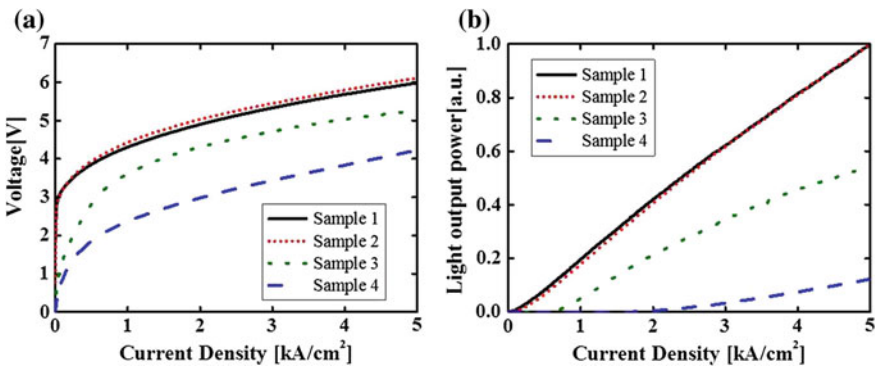 (a)
7
6
5
4
3
2
1
0
Voltage[V]
Sample 1
Sample 2
Sample 3
Sample 4
0
1
2
3
4
5
Current Density [kA/cm²]
(b)
1.0
0.8
0.6
0.4
0.2
0.0
Light output power[a.u.]
Sample 1
Sample 2
Sample 3
Sample 4
0
1
2
3
4
5
Current Density [kA/cm²]